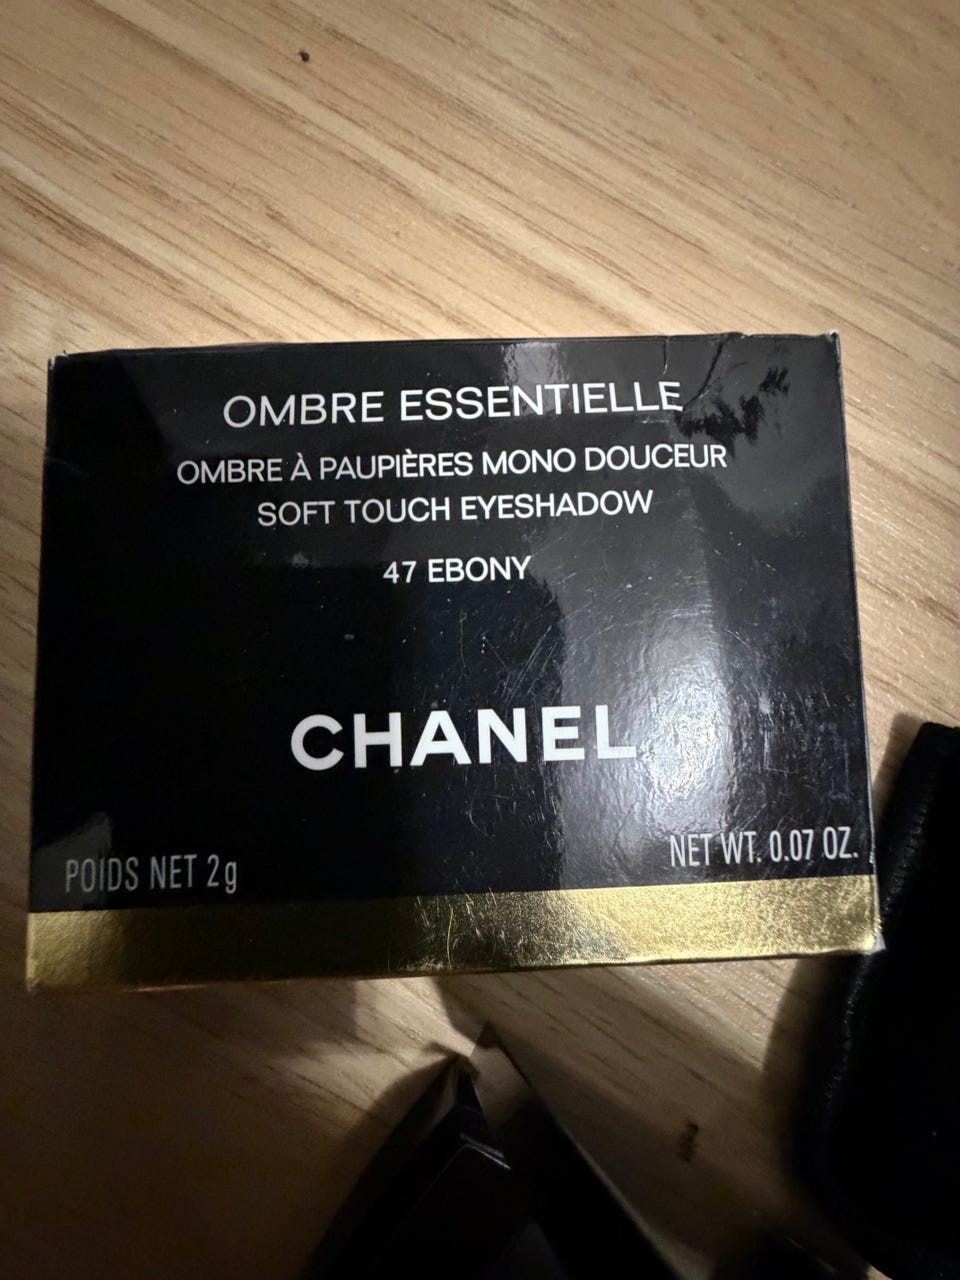 OMBRE ESSENTIELLE
OMBRE À PAUPIÈRES MONO DOUCEUR
SOFT TOUCH EYESHADOW
47 EBONY
CHANEL
POIDS NET 2g
NET WT. 0.07 OZ.